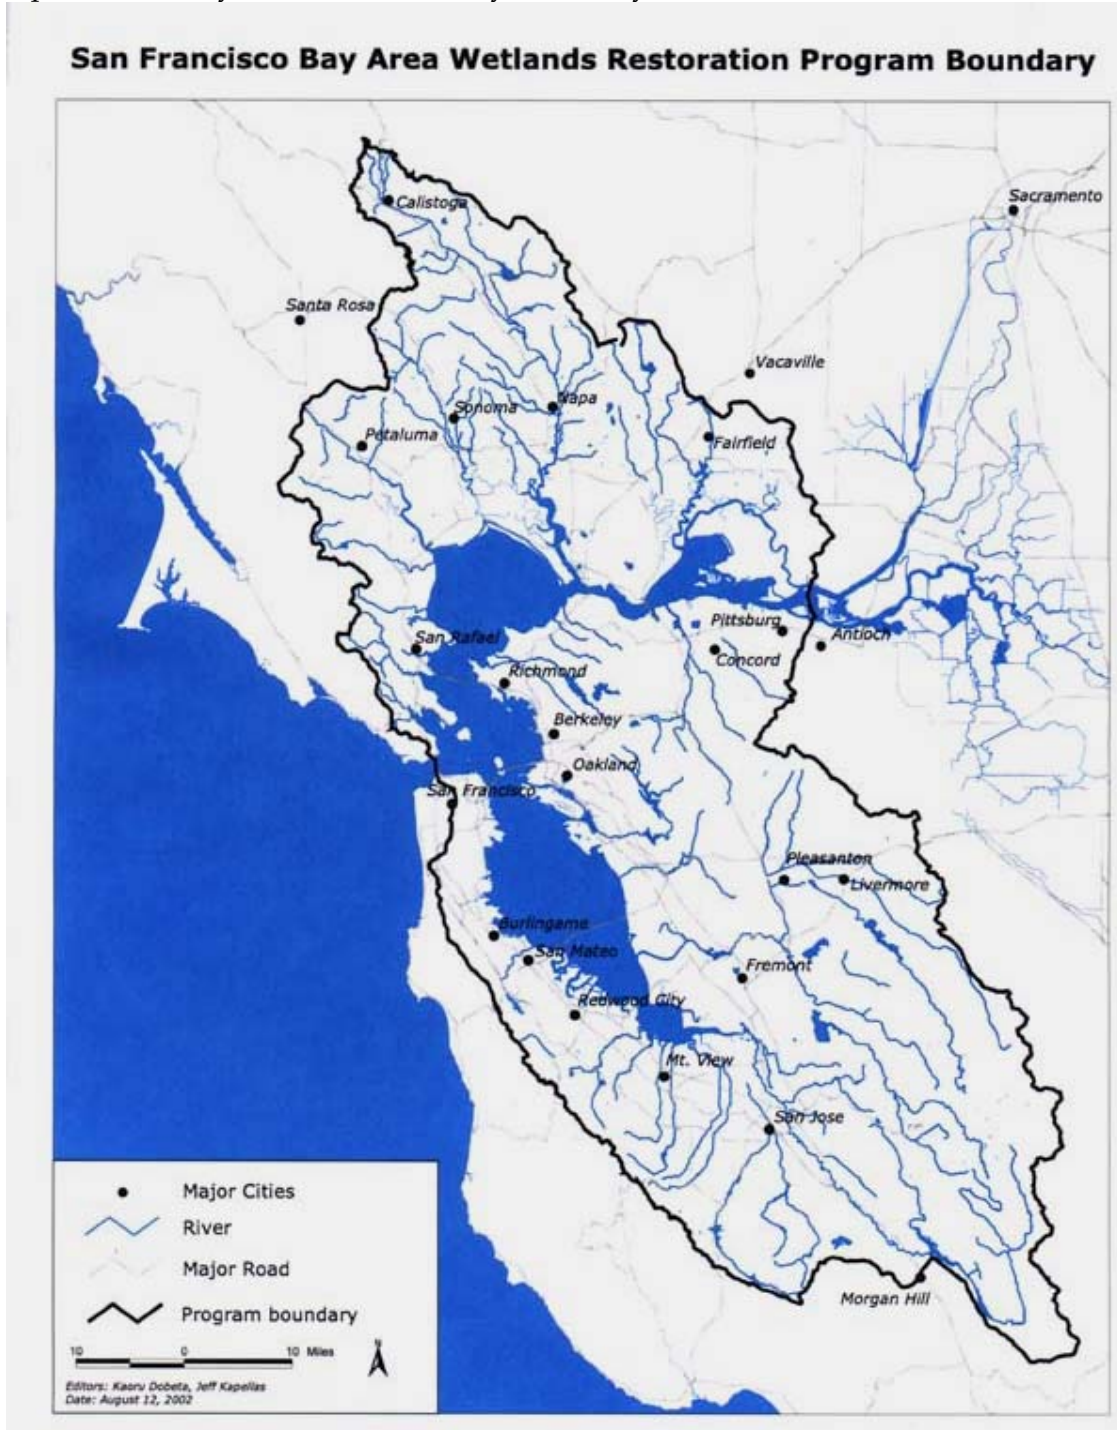 San Francisco Bay Area Wetlands Restoration Program Boundary
Calistoga
Sacramento
Santa Rosa
Vacaville
Napa
Sonoma
Petaluma
Fairfield
Pittsburg
Antioch
San Rafael
Concord
Richmond
Berkeley
Oakland
San Francisco
Pleasanton
Livermore
Burlingame
San Mateo
Fremont
Redwood City
Mt. View
San Jose
Morgan Hill
Major Cities
River
Major Road
Program boundary
10 0 10 Miles
N
Editors: Kaoru Dobeta, Jeff Kapellas
Date: August 12, 2002